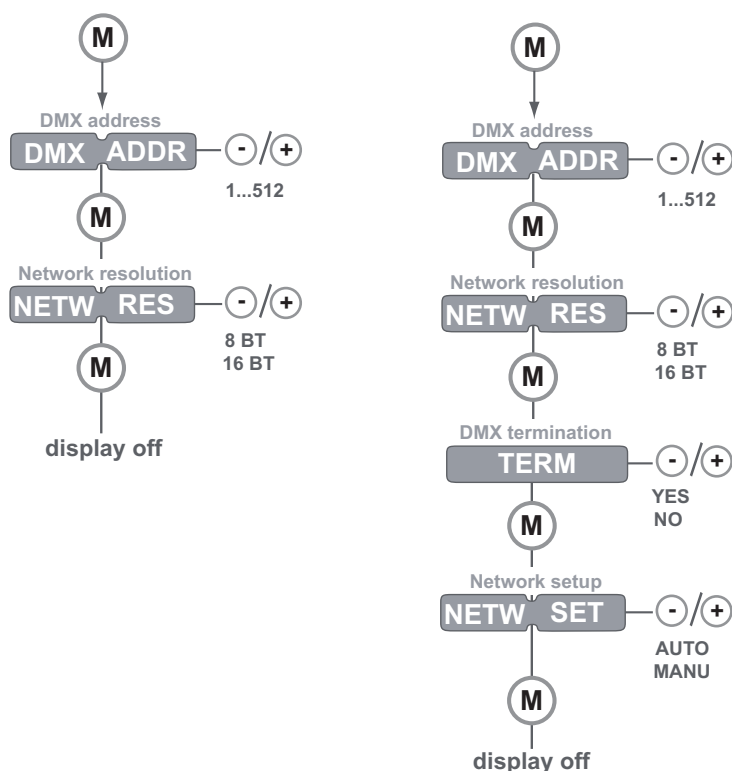 M
DMX address
DMX ADDR - / +
1...512
M
Network resolution
NETW RES - / +
8 BT
16 BT
M
display off
M
DMX address
DMX ADDR - / +
1...512
M
Network resolution
NETW RES - / +
8 BT
16 BT
M
DMX termination
TERM - / +
YES
NO
M
Network setup
NETW SET - / +
AUTO
MANU
M
display off